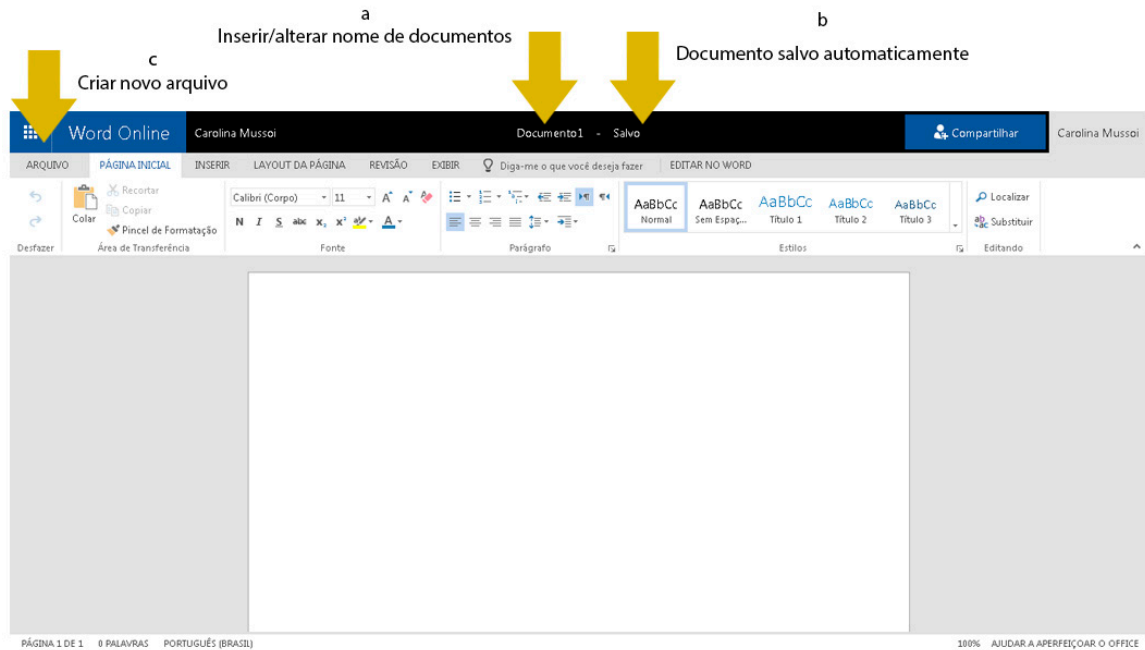 a
Inserir/alterar nome de documentos
b
Documento salvo automaticamente
c
Criar novo arquivo
Word Online Carolina Mussoi Documento1 - Salvo Compartilhar Carolina Mussoi
ARQUIVO PÁGINA INICIAL INSERIR LAYOUT DA PÁGINA REVISÃO EXIBIR Diga-me o que você deseja fazer EDITAR NO WORD
Colar
Recortar
Copiar
Pincel de Formatação
Calibri (Corpo) 11 A A
N I S abc x₂ x² A
AaBbCc AaBbCc AaBbCc AaBbCc AaBbCc
Normal Sem Espaç... Título 1 Título 2 Título 3
Localizar
Substituir
Desfazer Área de Transferência Fonte Parágrafo Estilos Editando
PÁGINA 1 DE 1 0 PALAVRAS PORTUGUÊS (BRASIL) 100% AJUDAR A APERFEIÇOAR O OFFICE